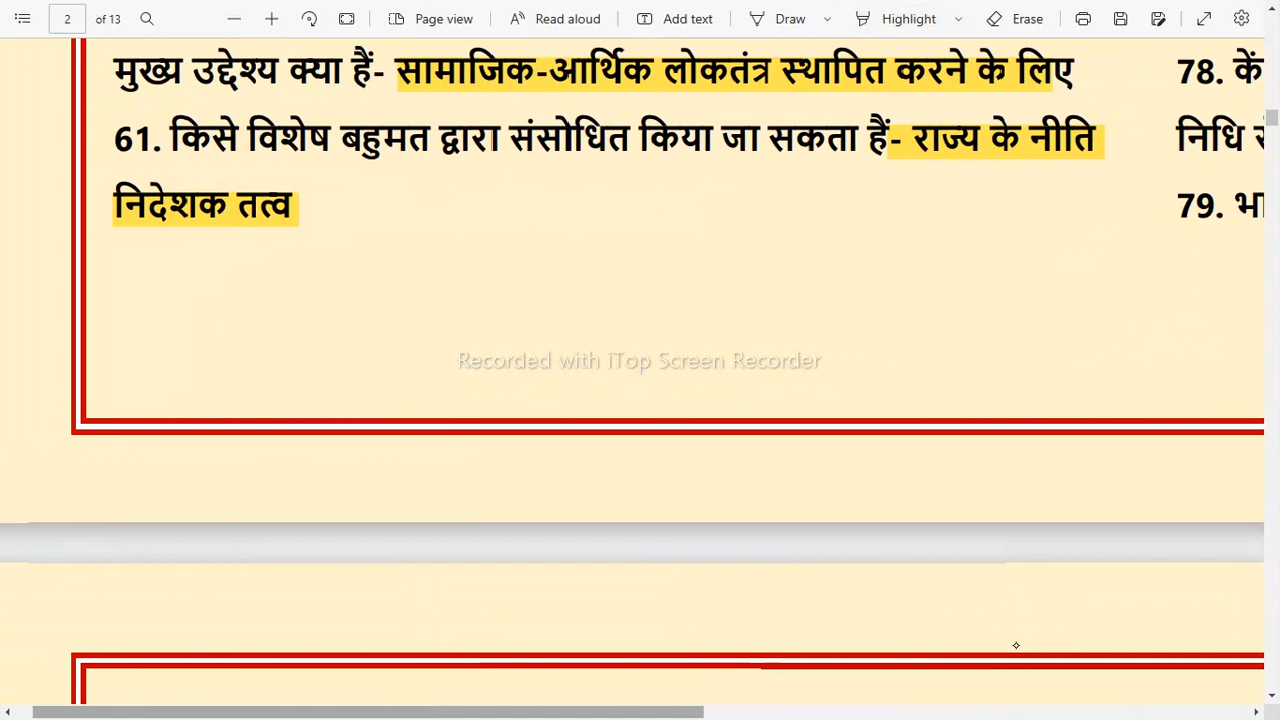 2 of 13 Page view Read aloud Add text Draw Highlight Erase
मुख्य उद्देश्य क्या हैं- सामाजिक-आर्थिक लोकतंत्र स्थापित करने के लिए
61. किसे विशेष बहुमत द्वारा संसोधित किया जा सकता हैं- राज्य के नीति
निदेशक तत्व
78. कें
निधि
79. भा
Recorded with iTop Screen Recorder